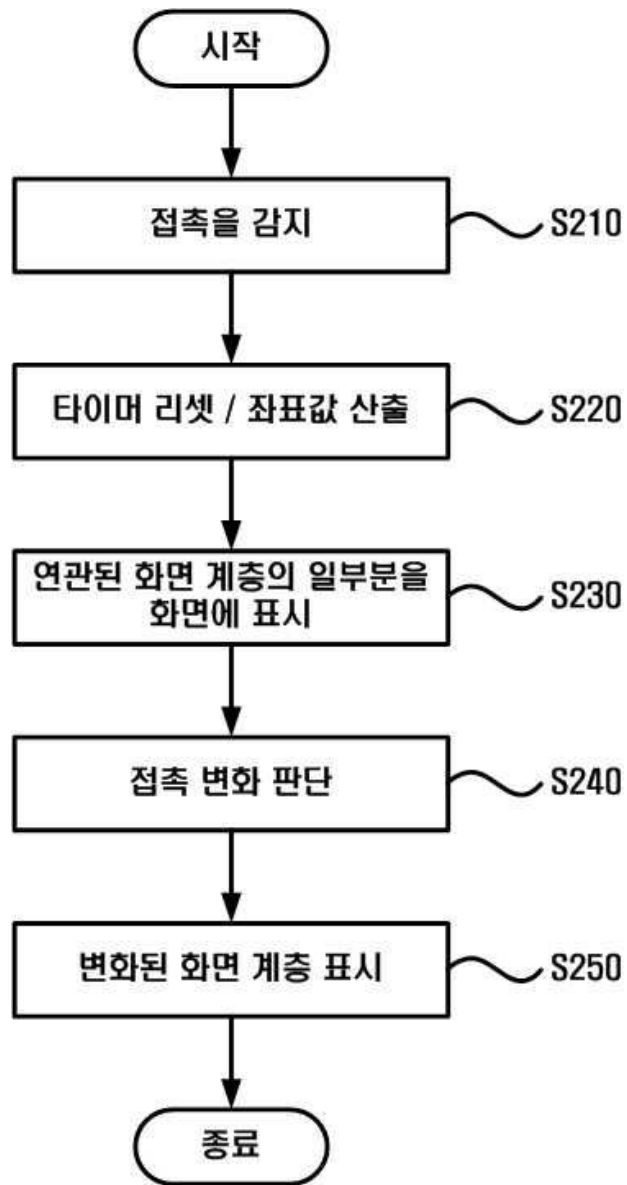 시작
접촉을 감지
S210
타이머 리셋 / 좌표값 산출
S220
연관된 화면 계층의 일부분을
화면에 표시
S230
접촉 변화 판단
S240
변화된 화면 계층 표시
S250
종료